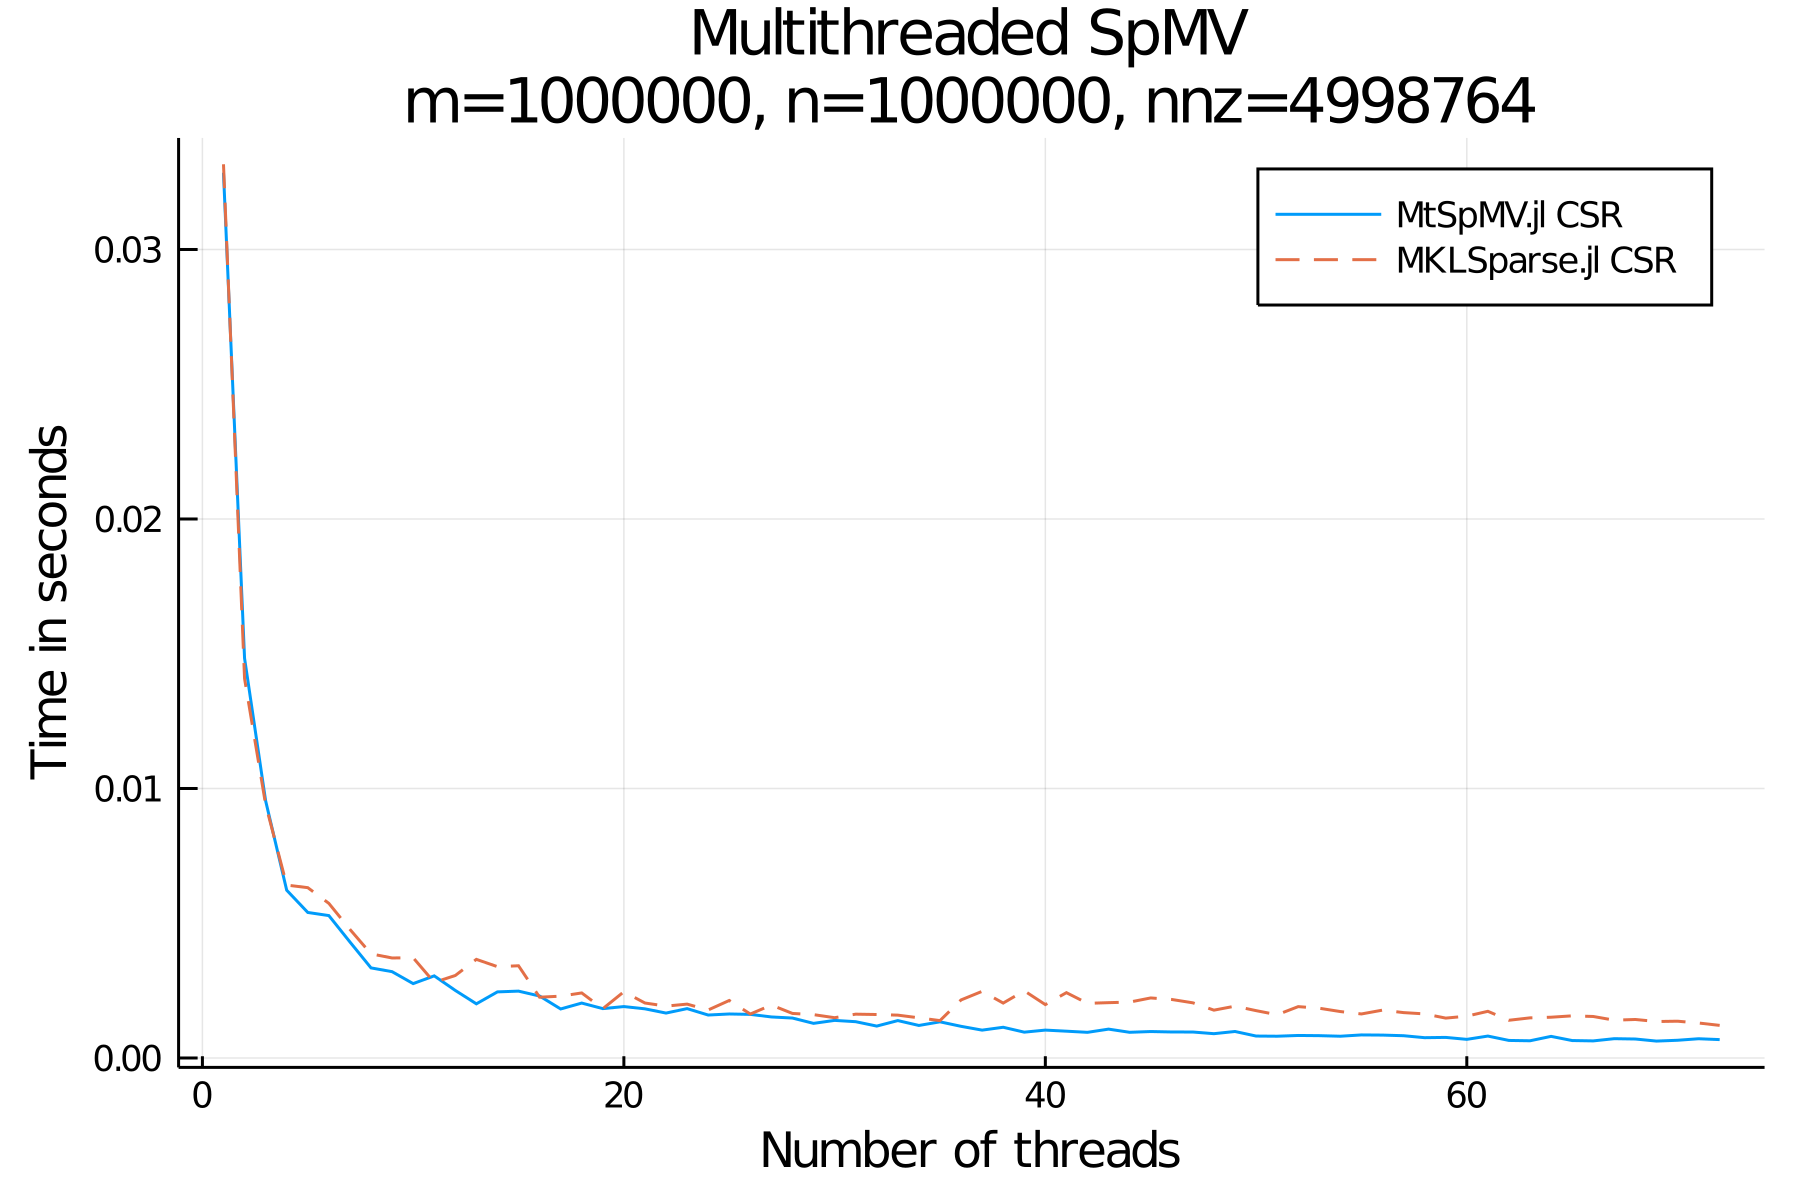 Multithreaded SpMV
m=1000000, n=1000000, nnz=4998764
MtSpMV.jl CSR
MKLSparse.jl CSR
0.03
0.02
0.01
0.00
Time in seconds
0 20 40 60
Number of threads